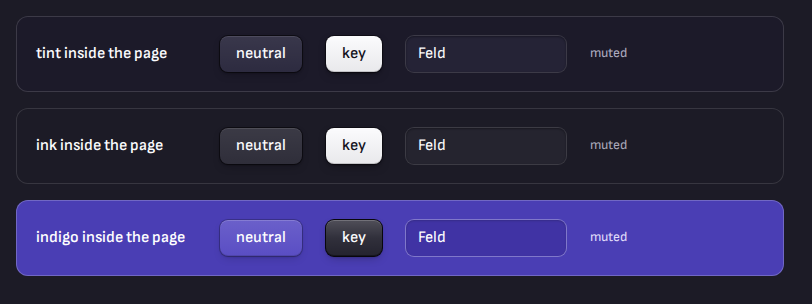 tint inside the page neutral key Feld muted
ink inside the page neutral key Feld muted
indigo inside the page neutral key Feld muted